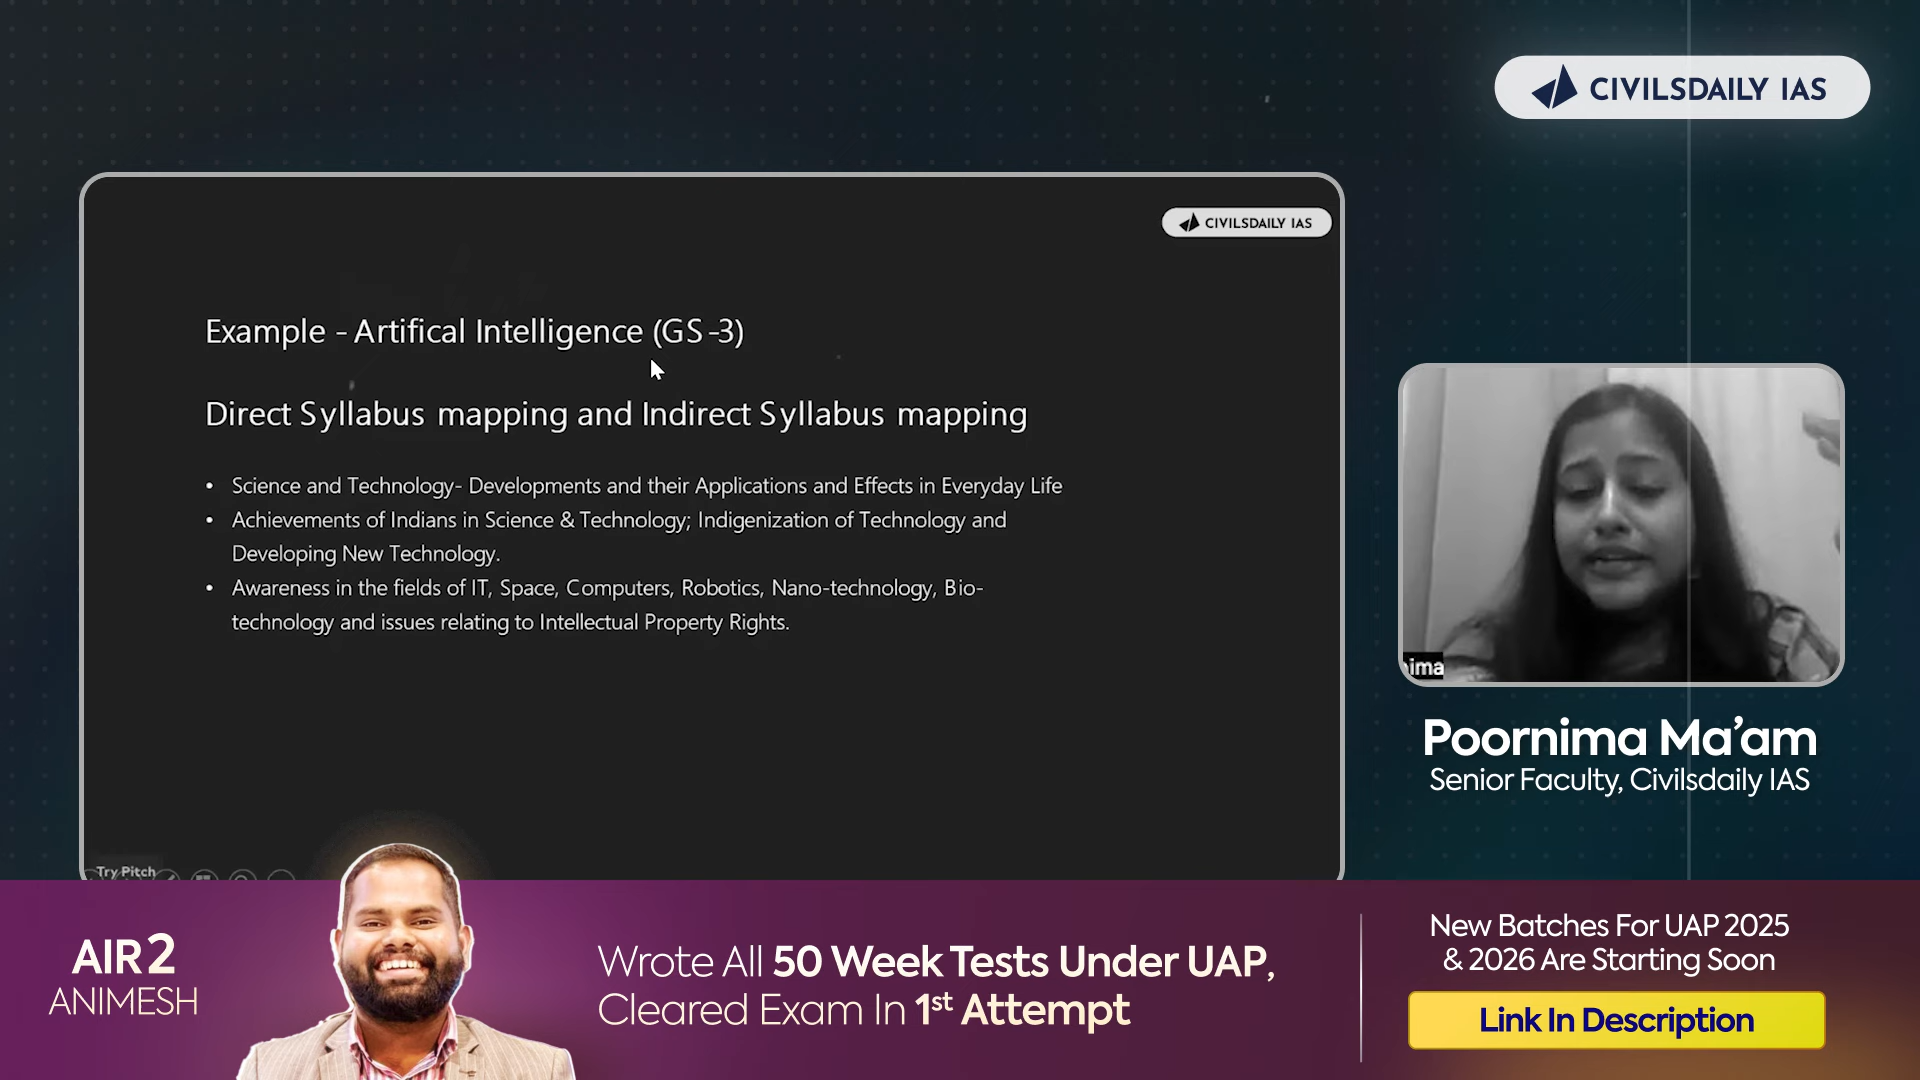 CIVILSDAILY IAS
CIVILSDAILY IAS
Example - Artifical Intelligence (GS-3)
Direct Syllabus mapping and Indirect Syllabus mapping
• Science and Technology- Developments and their Applications and Effects in Everyday Life
• Achievements of Indians in Science & Technology; Indigenization of Technology and
Developing New Technology.
• Awareness in the fields of IT, Space, Computers, Robotics, Nano-technology, Bio-
technology and issues relating to Intellectual Property Rights.
ima
Poornima Ma'am
Senior Faculty, Civilsdaily IAS
Try Pitch
AIR 2
ANIMESH
Wrote All 50 Week Tests Under UAP,
Cleared Exam In 1st Attempt
New Batches For UAP 2025
& 2026 Are Starting Soon
Link In Description